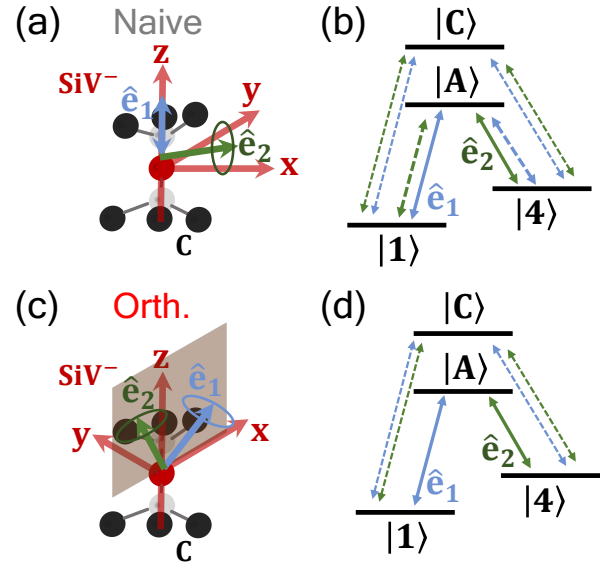 (a) Naive
z
SiV⁻
ê₁
y
ê₂
x
C
(b)
|C⟩
|A⟩
ê₂
ê₁
|4⟩
|1⟩
(c) Orth.
z
SiV⁻
ê₂
ê₁
y
x
C
(d)
|C⟩
|A⟩
ê₂
ê₁
|4⟩
|1⟩